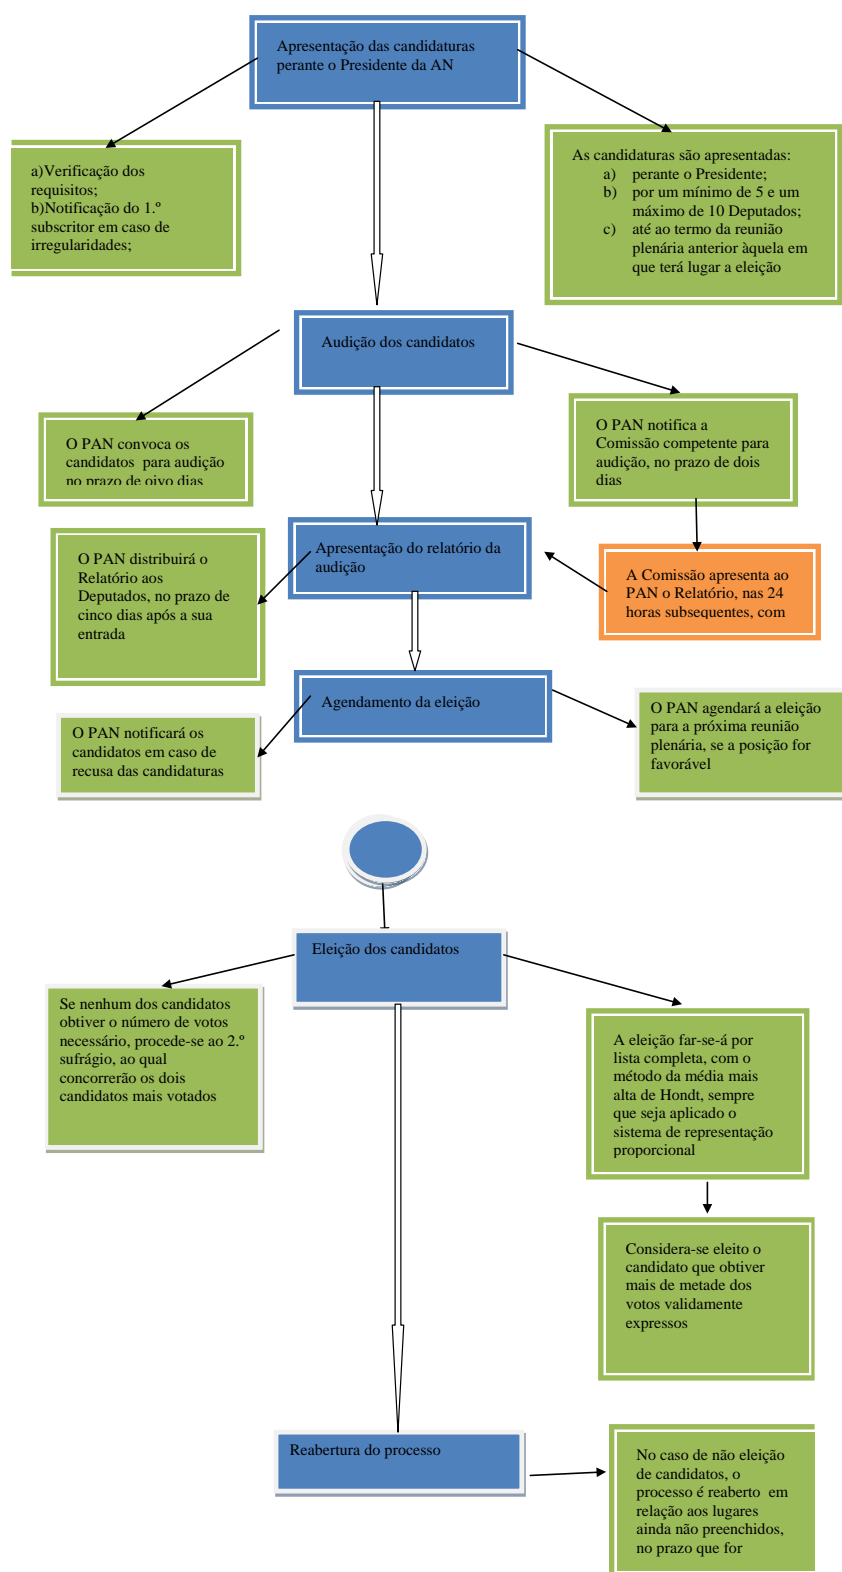 Apresentação das candidaturas
perante o Presidente da AN
a)Verificação dos
requisitos;
b)Notificação do 1.º
subscritor em caso de
irregularidades;
As candidaturas são apresentadas:
a) perante o Presidente;
b) por um mínimo de 5 e um
máximo de 10 Deputados;
c) até ao termo da reunião
plenária anterior àquela em
que terá lugar a eleição
Audição dos candidatos
O PAN convoca os
candidatos para audição
no prazo de oivo dias
O PAN notifica a
Comissão competente para
audição, no prazo de dois
dias
Apresentação do relatório da
audição
O PAN distribuirá o
Relatório aos
Deputados, no prazo de
cinco dias após a sua
entrada
A Comissão apresenta ao
PAN o Relatório, nas 24
horas subsequentes, com
Agendamento da eleição
O PAN notificará os
candidatos em caso de
recusa das candidaturas
O PAN agendará a eleição
para a próxima reunião
plenária, se a posição for
favorável
Eleição dos candidatos
Se nenhum dos candidatos
obtiver o número de votos
necessário, procede-se ao 2.º
sufrágio, ao qual
concorrerão os dois
candidatos mais votados
A eleição far-se-á por
lista completa, com o
método da média mais
alta de Hondt, sempre
que seja aplicado o
sistema de representação
proporcional
Considera-se eleito o
candidato que obtiver
mais de metade dos
votos validamente
expressos
Reabertura do processo
No caso de não eleição
de candidatos, o
processo é reaberto em
relação aos lugares
ainda não preenchidos,
no prazo que for